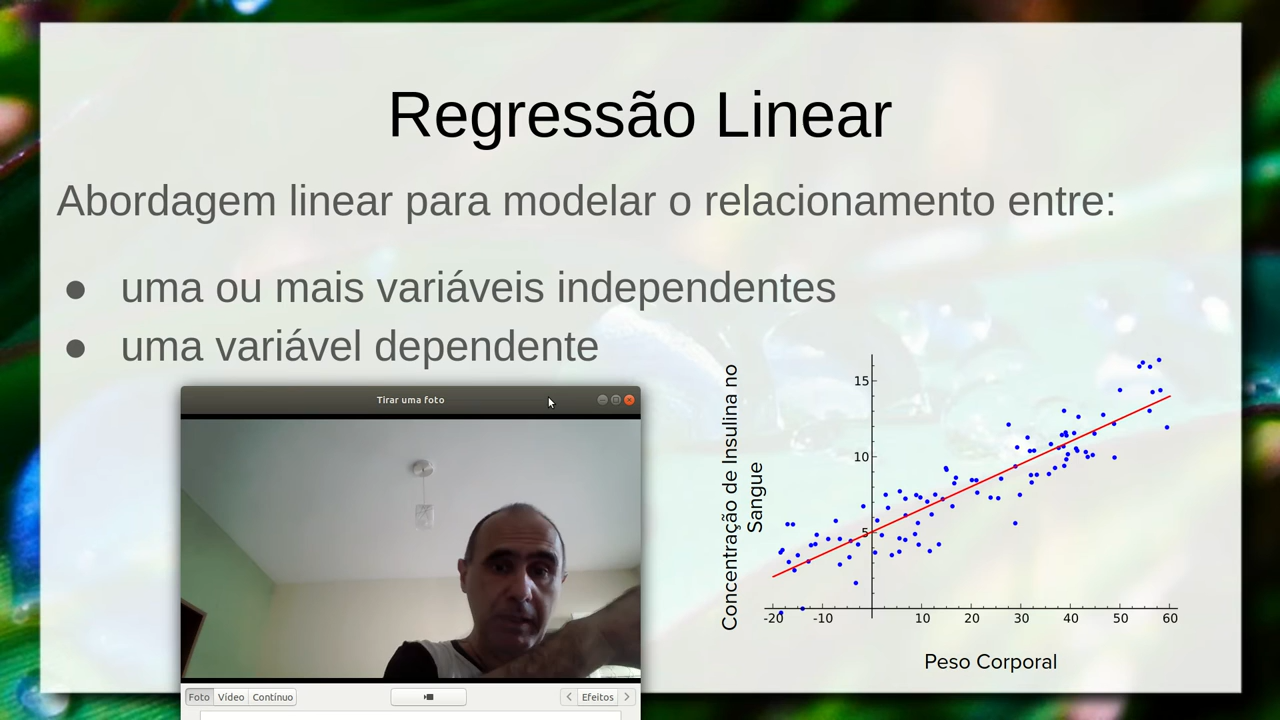 Regressão Linear
Abordagem linear para modelar o relacionamento entre:
● uma ou mais variáveis independentes
● uma variável dependente
Tirar uma foto
Foto Vídeo Contínuo
Efeitos
Concentração de Insulina no
Sangue
15
10
5
-20 -10 10 20 30 40 50 60
Peso Corporal